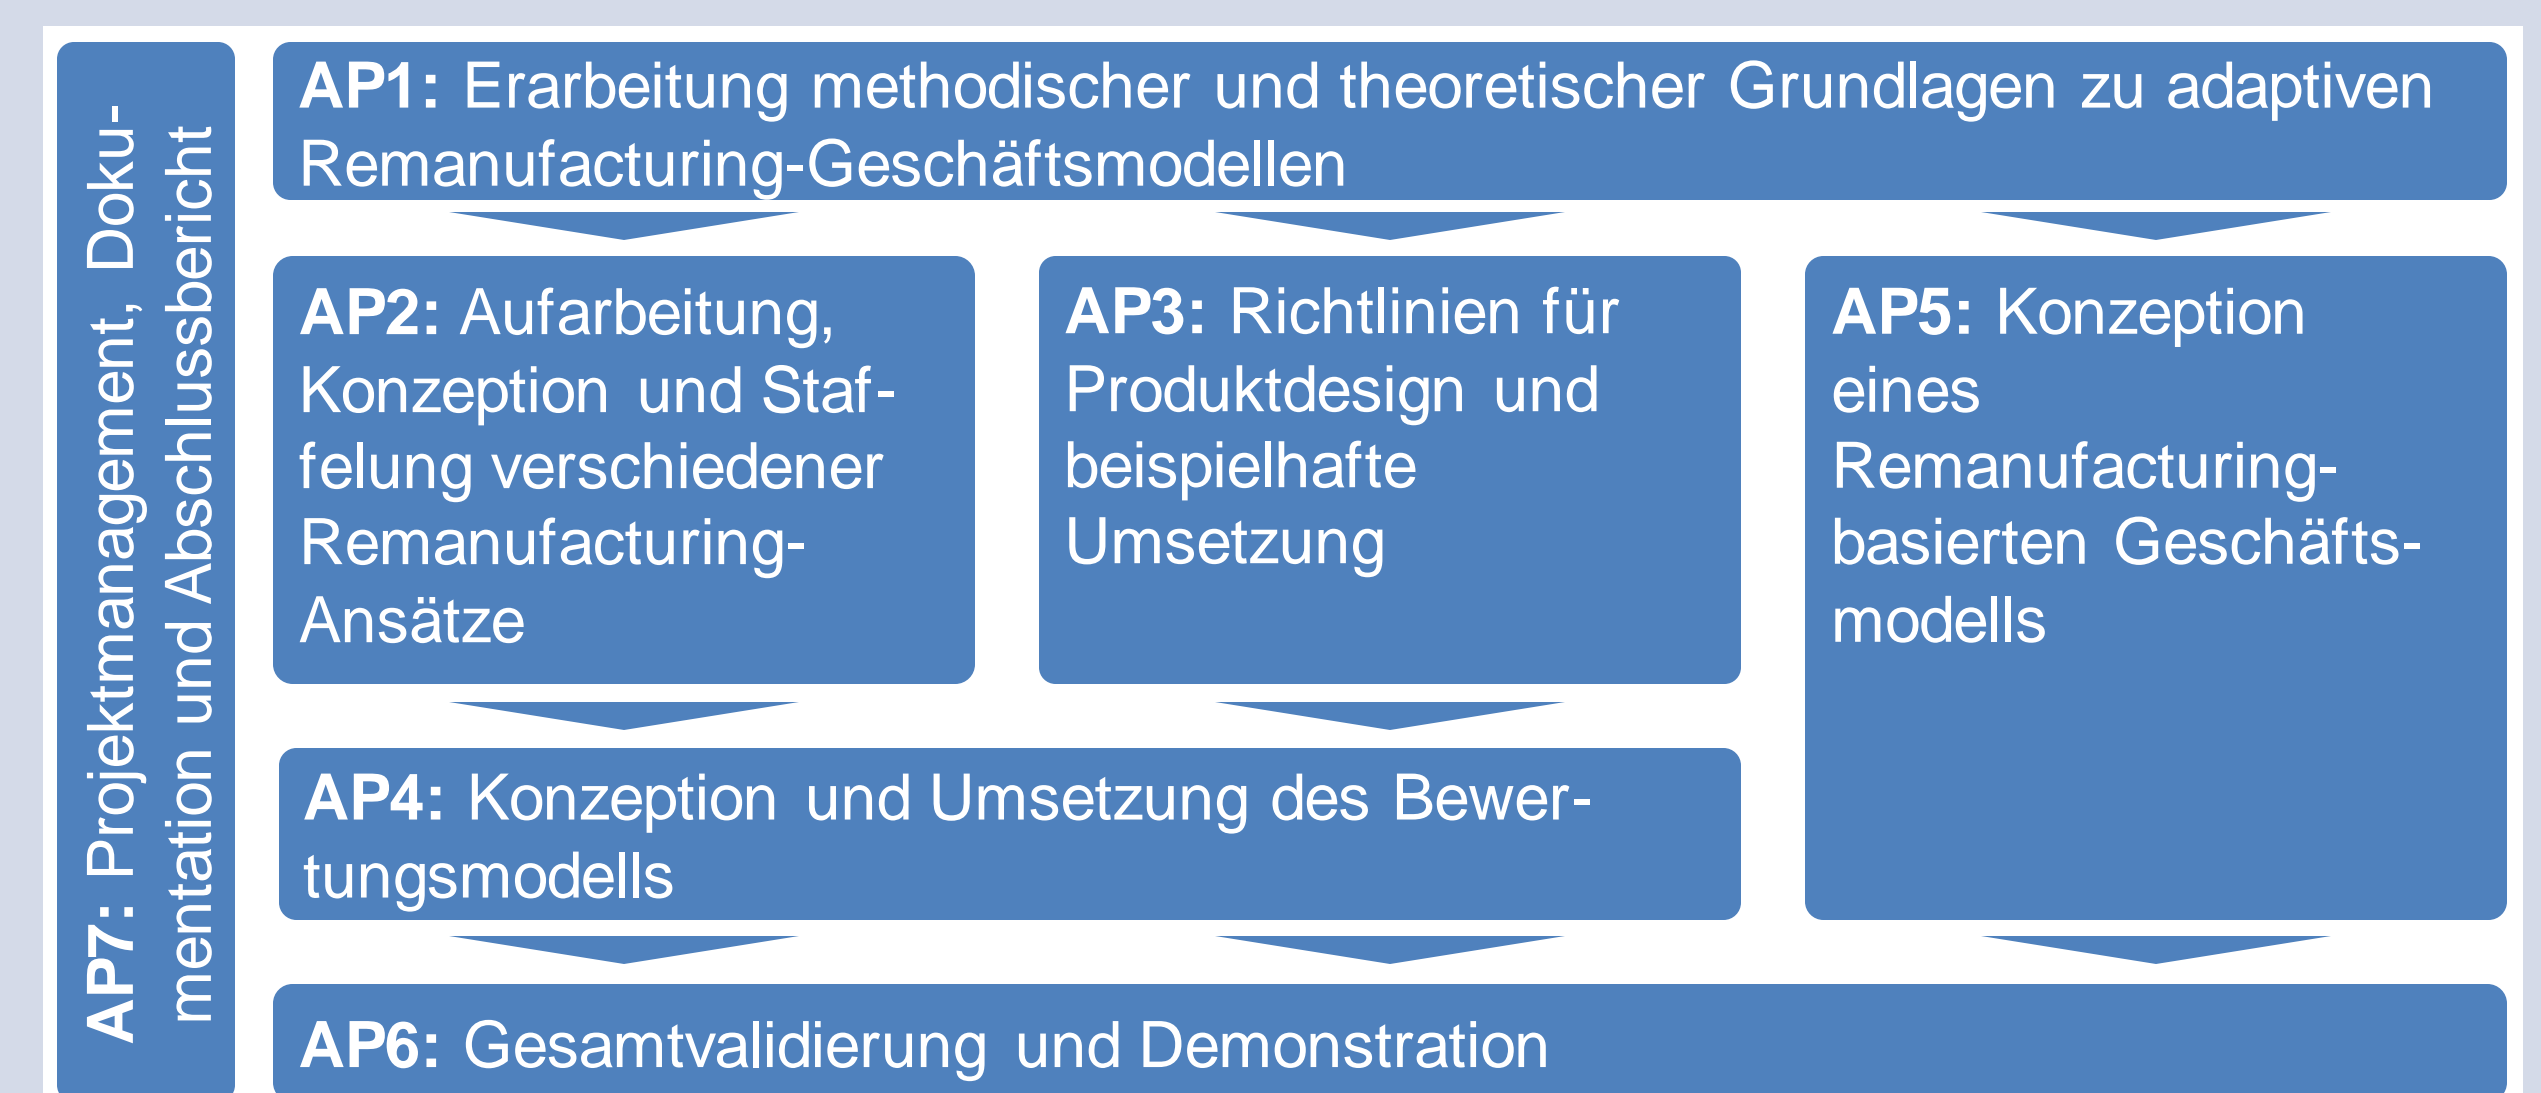 AP7: Projektmanagement, Doku-
mentation und Abschlussbericht
AP1: Erarbeitung methodischer und theoretischer Grundlagen zu adaptiven
Remanufacturing-Geschäftsmodellen
AP2: Aufarbeitung,
Konzeption und Staf-
felung verschiedener
Remanufacturing-
Ansätze
AP3: Richtlinien für
Produktdesign und
beispielhafte
Umsetzung
AP5: Konzeption
eines
Remanufacturing-
basierten Geschäfts-
modells
AP4: Konzeption und Umsetzung des Bewer-
tungsmodells
AP6: Gesamtvalidierung und Demonstration